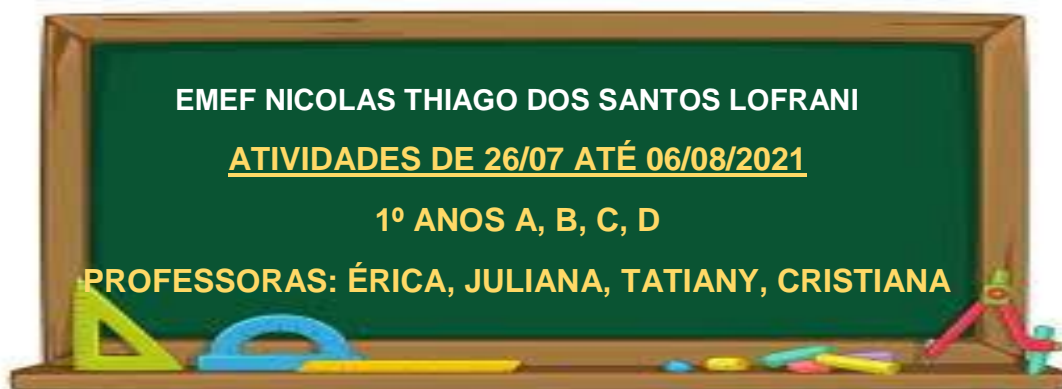 EMEF NICOLAS THIAGO DOS SANTOS LOFRANI
ATIVIDADES DE 26/07 ATÉ 06/08/2021
1º ANOS A, B, C, D
PROFESSORAS: ÉRICA, JULIANA, TATIANY, CRISTIANA